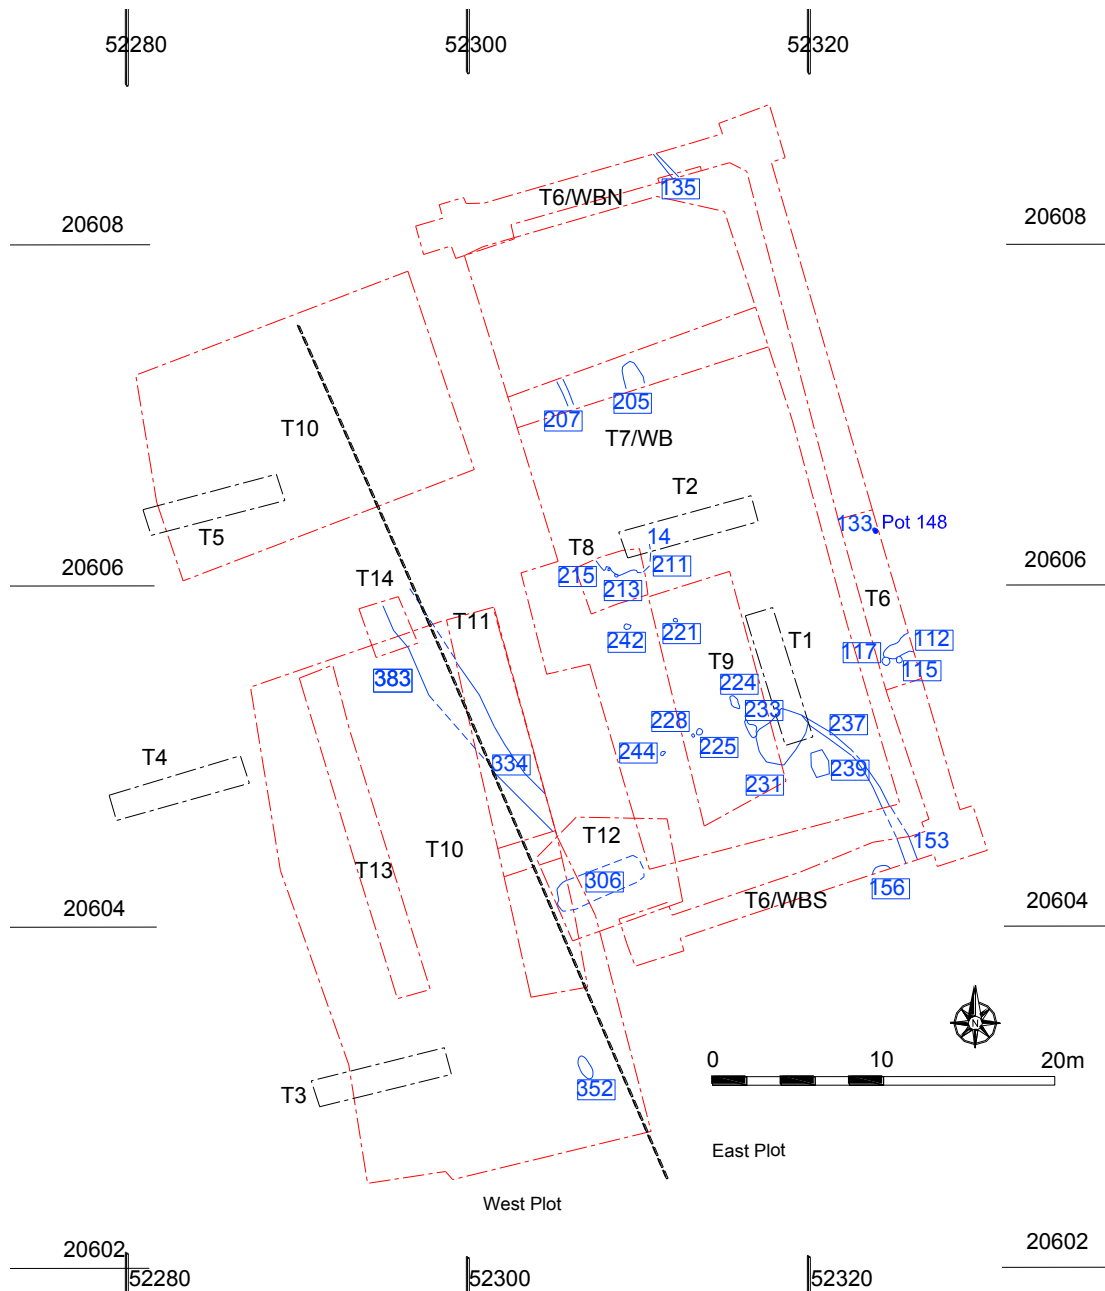 52280
52300
52320
135
T6/WBN
20608
20608
T10
205
207
T7/WB
T2
T5
133
Pot 148
14
T8
211
215
213
20606
20606
T14
T11
T6
221
242
T1
112
117
115
383
T9
224
233
237
228
225
244
334
239
231
T4
T12
T10
T13
306
153
156
T6/WBS
20604
20604
N
0
10
20m
T3
352
East Plot
West Plot
20602
20602
52280
52300
52320